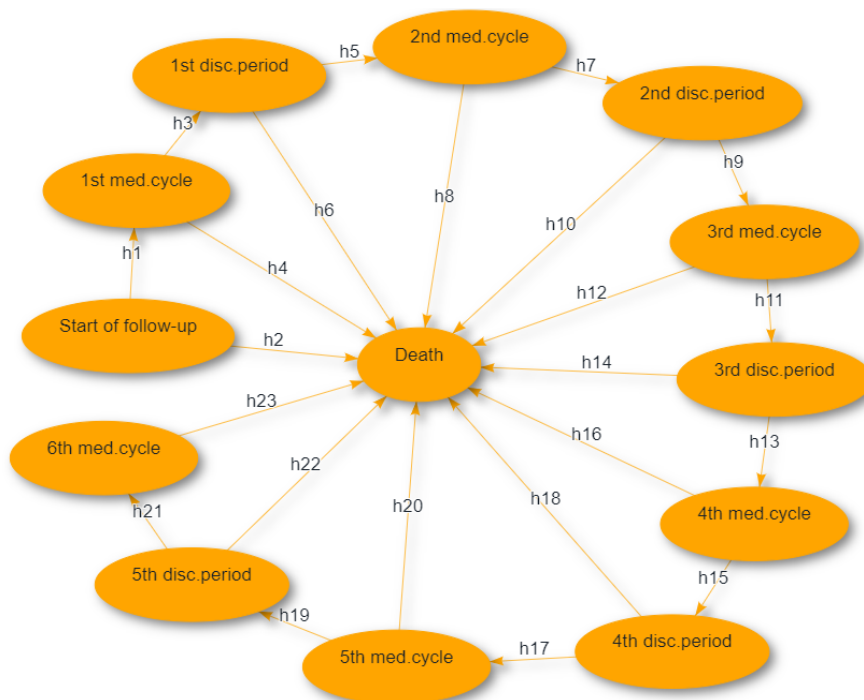 2nd med.cycle
h5
1st disc.period
h7
2nd disc.period
h3
h9
1st med.cycle
h8
h6
h10
3rd med.cycle
h1
h4
h12
h11
Start of follow-up
h2
Death
h14
3rd disc.period
h23
h16
h13
6th med.cycle
h22
h18
h20
h21
4th med.cycle
5th disc.period
h15
h19
h17
4th disc.period
5th med.cycle